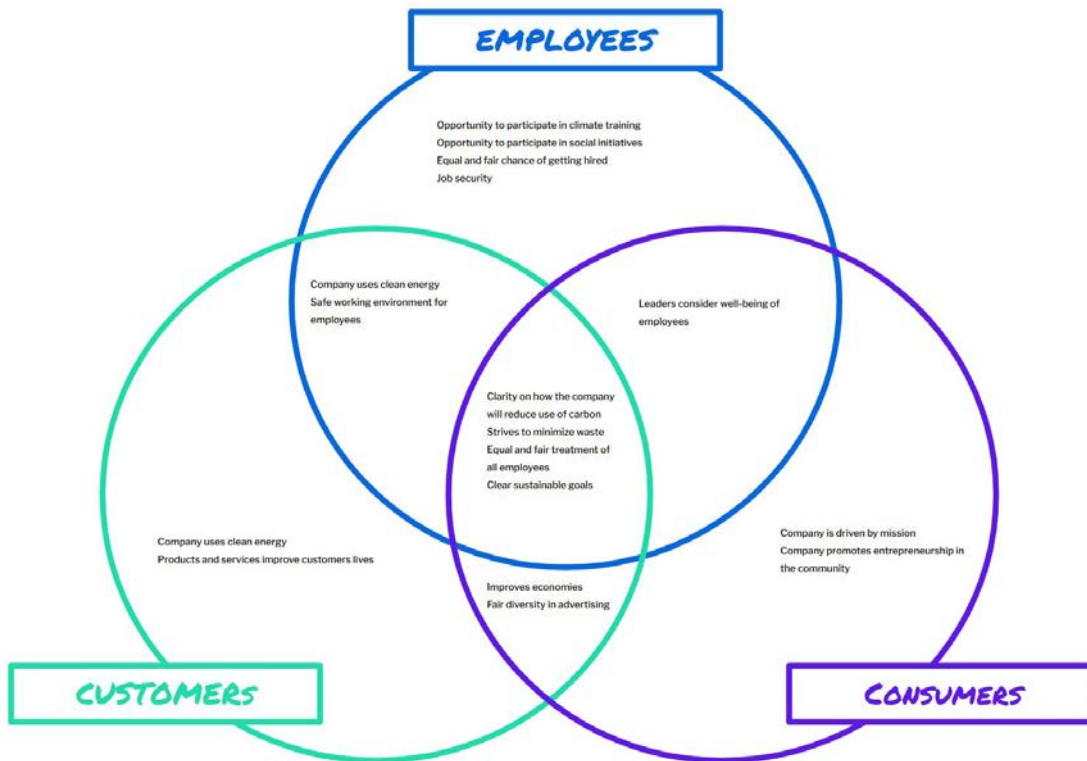 EMPLOYEES
Opportunity to participate in climate training
Opportunity to participate in social initiatives
Equal and fair chance of getting hired
Job security
Company uses clean energy
Safe working environment for
employees
Leaders consider well-being of
employees
Clarity on how the company
will reduce use of carbon
Strives to minimize waste
Equal and fair treatment of
all employees
Clear sustainable goals
Company uses clean energy
Products and services improve customers lives
Company is driven by mission
Company promotes entrepreneurship in
the community
Improves economies
Fair diversity in advertising
CUSTOMERs
CONSUMERS